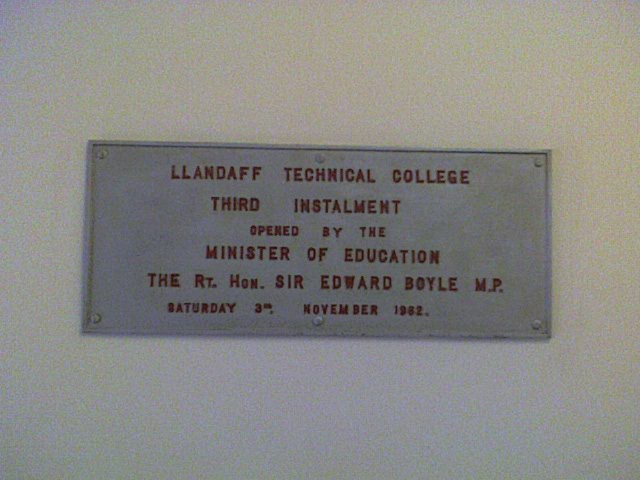 LLANDAFF TECHNICAL COLLEGE
THIRD INSTALMENT
OPENED BY THE
MINISTER OF EDUCATION
THE RT. HON. SIR EDWARD BOYLE M.P.
SATURDAY 3RD. NOVEMBER 1962.